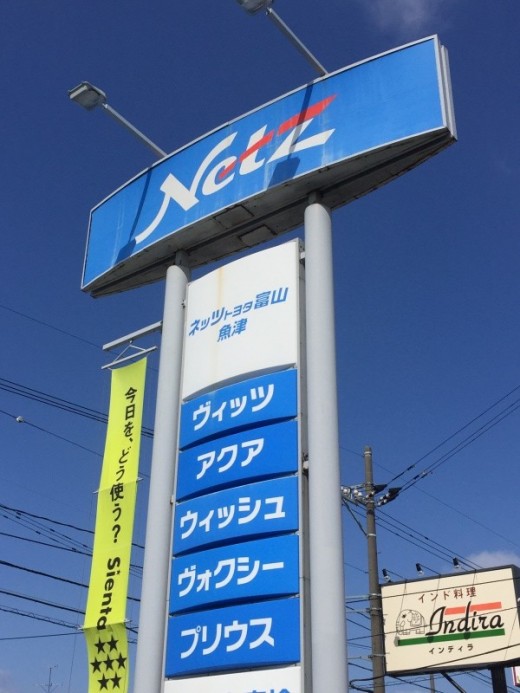 Netz
ネッツトヨタ富山
魚津
ヴィッツ
アクア
ウィッシュ
ヴォクシー
プリウス
今日を、どう使う? Sienta
インド料理
Indira
インディラ